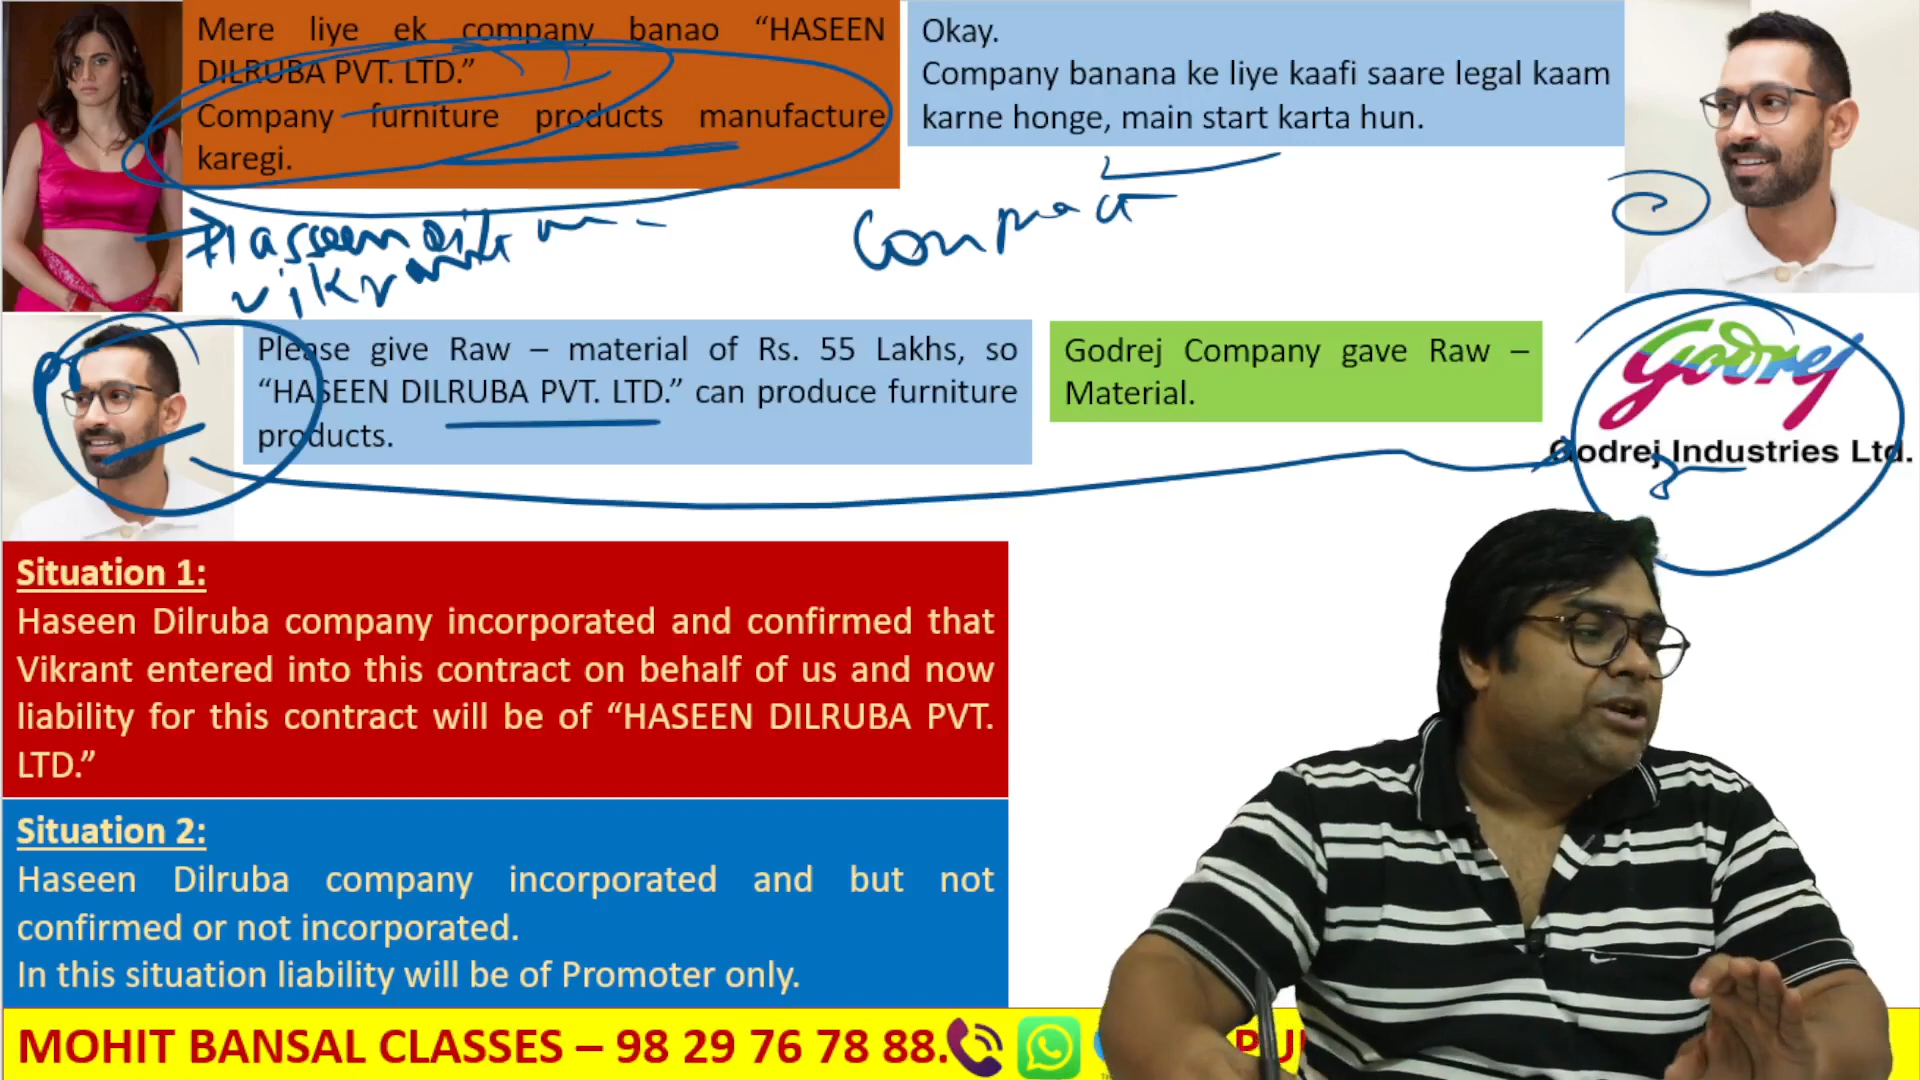 Mere liye ek company banao “HASEEN
DILRUBA PVT. LTD.”
Company furniture products manufacture
karegi.
Okay.
Company banana ke liye kaafi saare legal kaam
karne honge, main start karta hun.
Haseen dil
Vikrant
Please give Raw – material of Rs. 55 Lakhs, so
“HASEEN DILRUBA PVT. LTD.” can produce furniture
products.
Godrej Company gave Raw –
Material.
Godrej
Godrej Industries Ltd.
Situation 1:
Haseen Dilruba company incorporated and confirmed that
Vikrant entered into this contract on behalf of us and now
liability for this contract will be of “HASEEN DILRUBA PVT.
LTD.”
Situation 2:
Haseen Dilruba company incorporated and but not
confirmed or not incorporated.
In this situation liability will be of Promoter only.
MOHIT BANSAL CLASSES – 98 29 76 78 88.